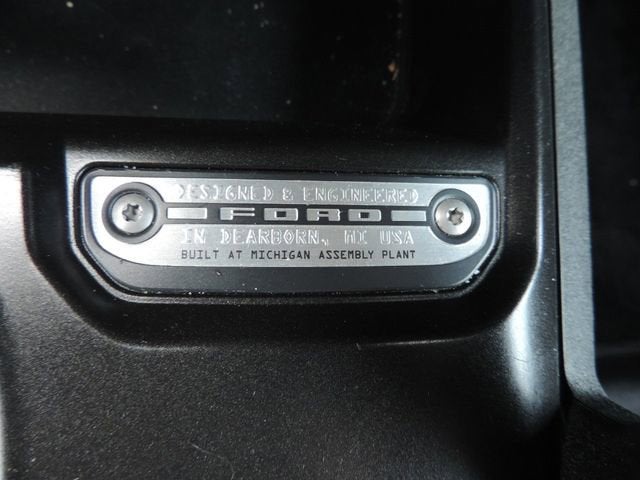 DESIGNED & ENGINEERED
FORD
IN DEARBORN, MI USA
BUILT AT MICHIGAN ASSEMBLY PLANT